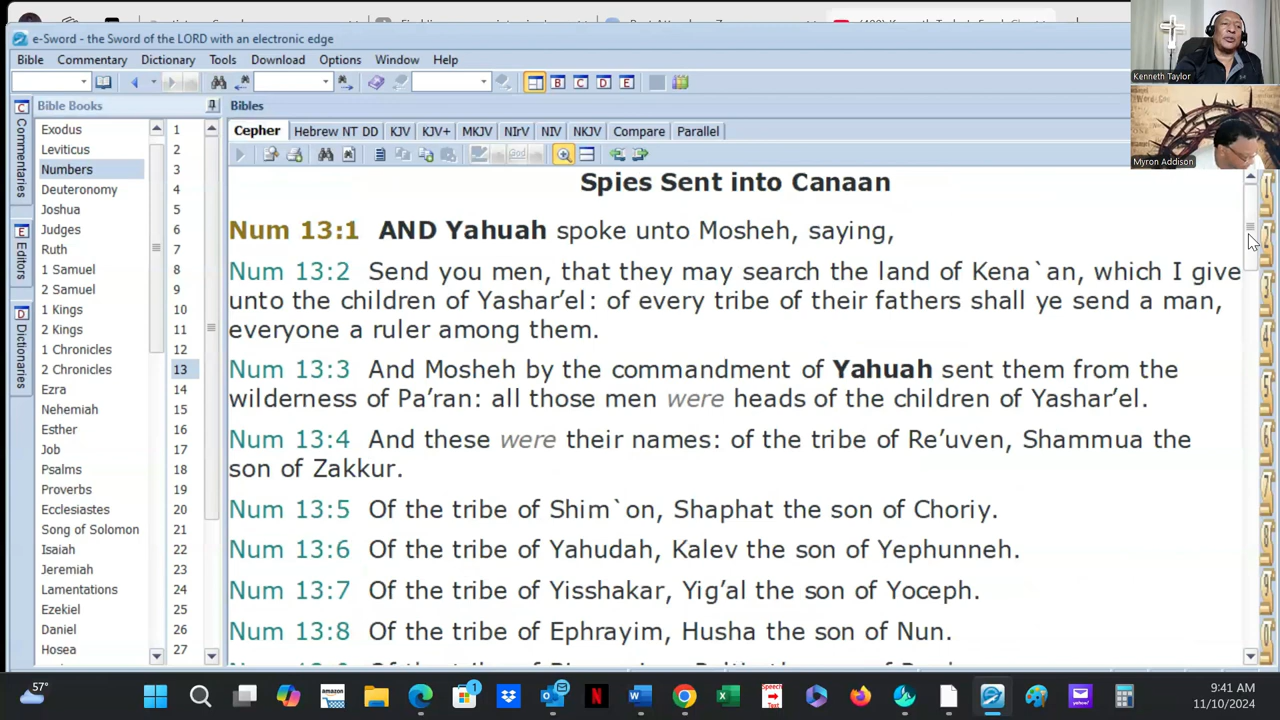 e-Sword - the Sword of the LORD with an electronic edge
Bible Commentary Dictionary Tools Download Options Window Help
Bible Books
Bibles
Cepher Hebrew NT DD KJV KJV+ MKJV NIrV NIV NKJV Compare Parallel
Commentaries
Editors
Dictionaries
Exodus 1
Leviticus 2
Numbers 3
Deuteronomy 4
Joshua 5
Judges 6
Ruth 7
1 Samuel 8
2 Samuel 9
1 Kings 10
2 Kings 11
1 Chronicles 12
2 Chronicles 13
Ezra 14
Nehemiah 15
Esther 16
Job 17
Psalms 18
Proverbs 19
Ecclesiastes 20
Song of Solomon 21
Isaiah 22
Jeremiah 23
Lamentations 24
Ezekiel 25
Daniel 26
Hosea 27
Spies Sent into Canaan
Num 13:1 AND Yahuah spoke unto Mosheh, saying,
Num 13:2 Send you men, that they may search the land of Kena`an, which I give
unto the children of Yashar’el: of every tribe of their fathers shall ye send a man,
everyone a ruler among them.
Num 13:3 And Mosheh by the commandment of Yahuah sent them from the
wilderness of Pa’ran: all those men were heads of the children of Yashar’el.
Num 13:4 And these were their names: of the tribe of Re’uven, Shammua the
son of Zakkur.
Num 13:5 Of the tribe of Shim`on, Shaphat the son of Choriy.
Num 13:6 Of the tribe of Yahudah, Kalev the son of Yephunneh.
Num 13:7 Of the tribe of Yisshakar, Yig’al the son of Yoceph.
Num 13:8 Of the tribe of Ephrayim, Husha the son of Nun.
Kenneth Taylor
Myron Addison
57°
9:41 AM
11/10/2024